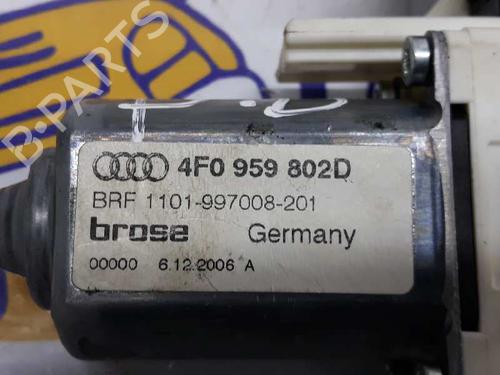 4F0 959 802D
BRF 1101-997008-201
brose Germany
00000 6.12.2006 A
B-PARTS